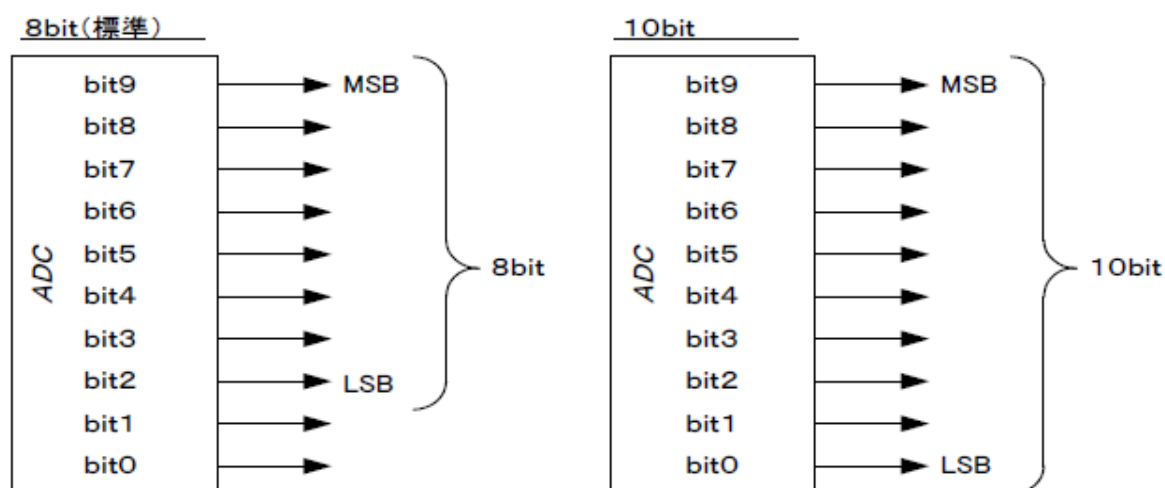 8bit(標準)
bit9
MSB
bit8
bit7
bit6
bit5
bit4
bit3
bit2
LSB
bit1
bit0
ADC
8bit
10bit
bit9
MSB
bit8
bit7
bit6
bit5
bit4
bit3
bit2
bit1
bit0
LSB
ADC
10bit